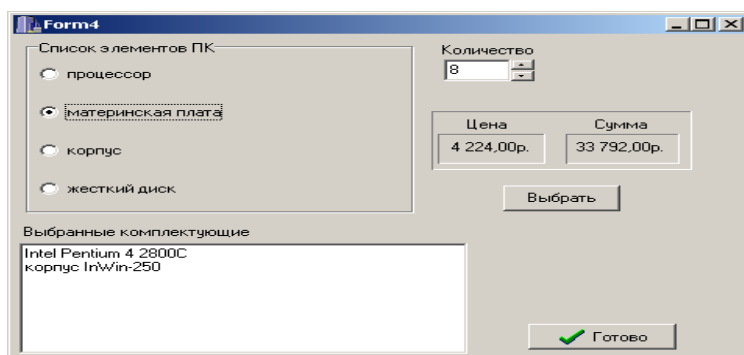 Form4
Список элементов ПК
процессор
материнская плата
корпус
жесткий диск
Количество
8
Цена
Сумма
4 224,00р.
33 792,00р.
Выбрать
Выбранные комплектующие
Intel Pentium 4 2800C
корпус InWin-250
Готово